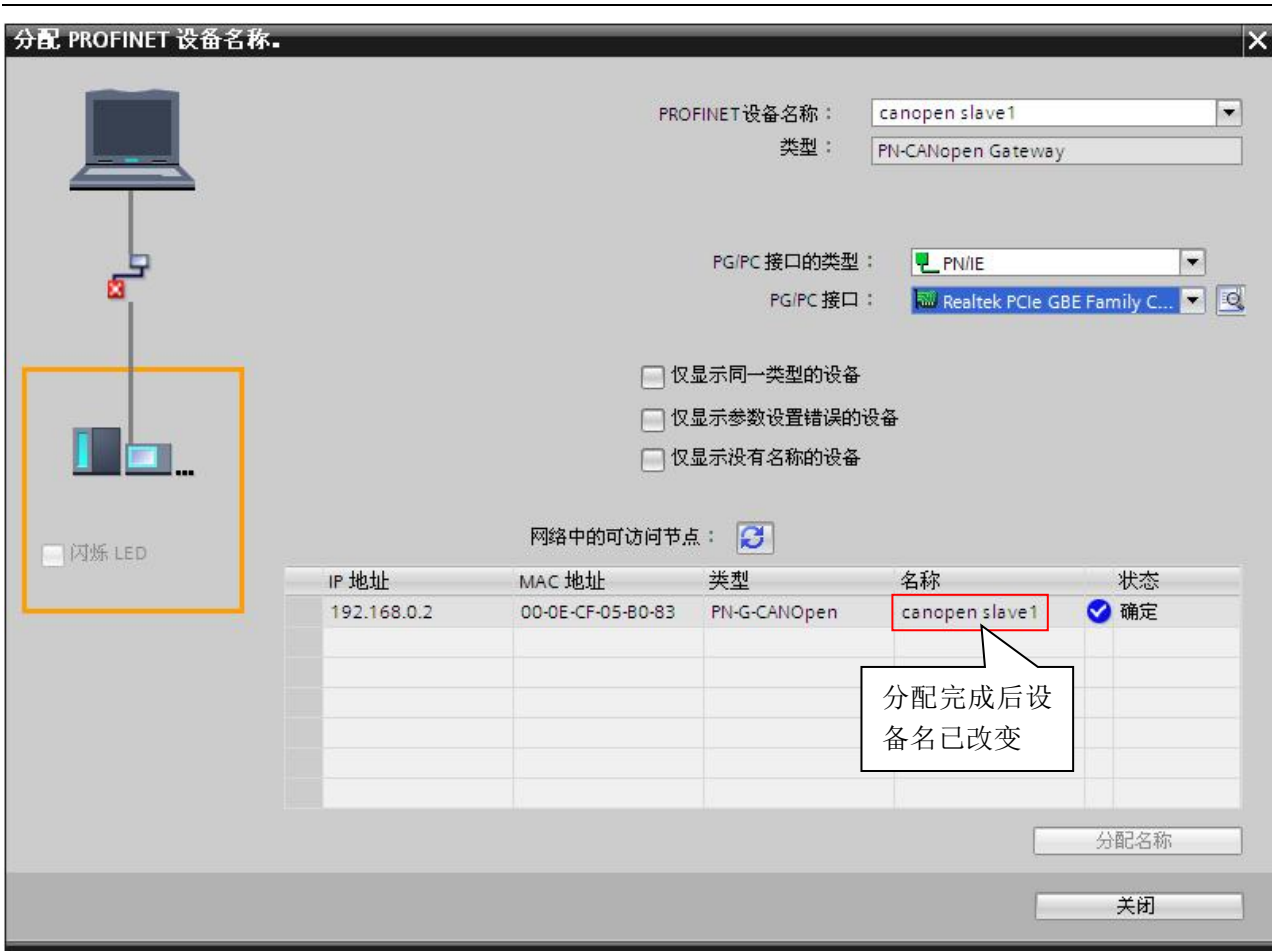 分配 PROFINET 设备名称.
PROFINET设备名称： canopen slave1
类型： PN-CANopen Gateway
PG/PC 接口的类型： PN/IE
PG/PC 接口： Realtek PCIe GBE Family C...
仅显示同一类型的设备
仅显示参数设置错误的设备
仅显示没有名称的设备
网络中的可访问节点：
闪烁 LED
IP 地址 MAC 地址 类型 名称 状态
192.168.0.2 00-0E-CF-05-B0-83 PN-G-CANOpen canopen slave1 确定
分配完成后设
备名已改变
分配名称
关闭